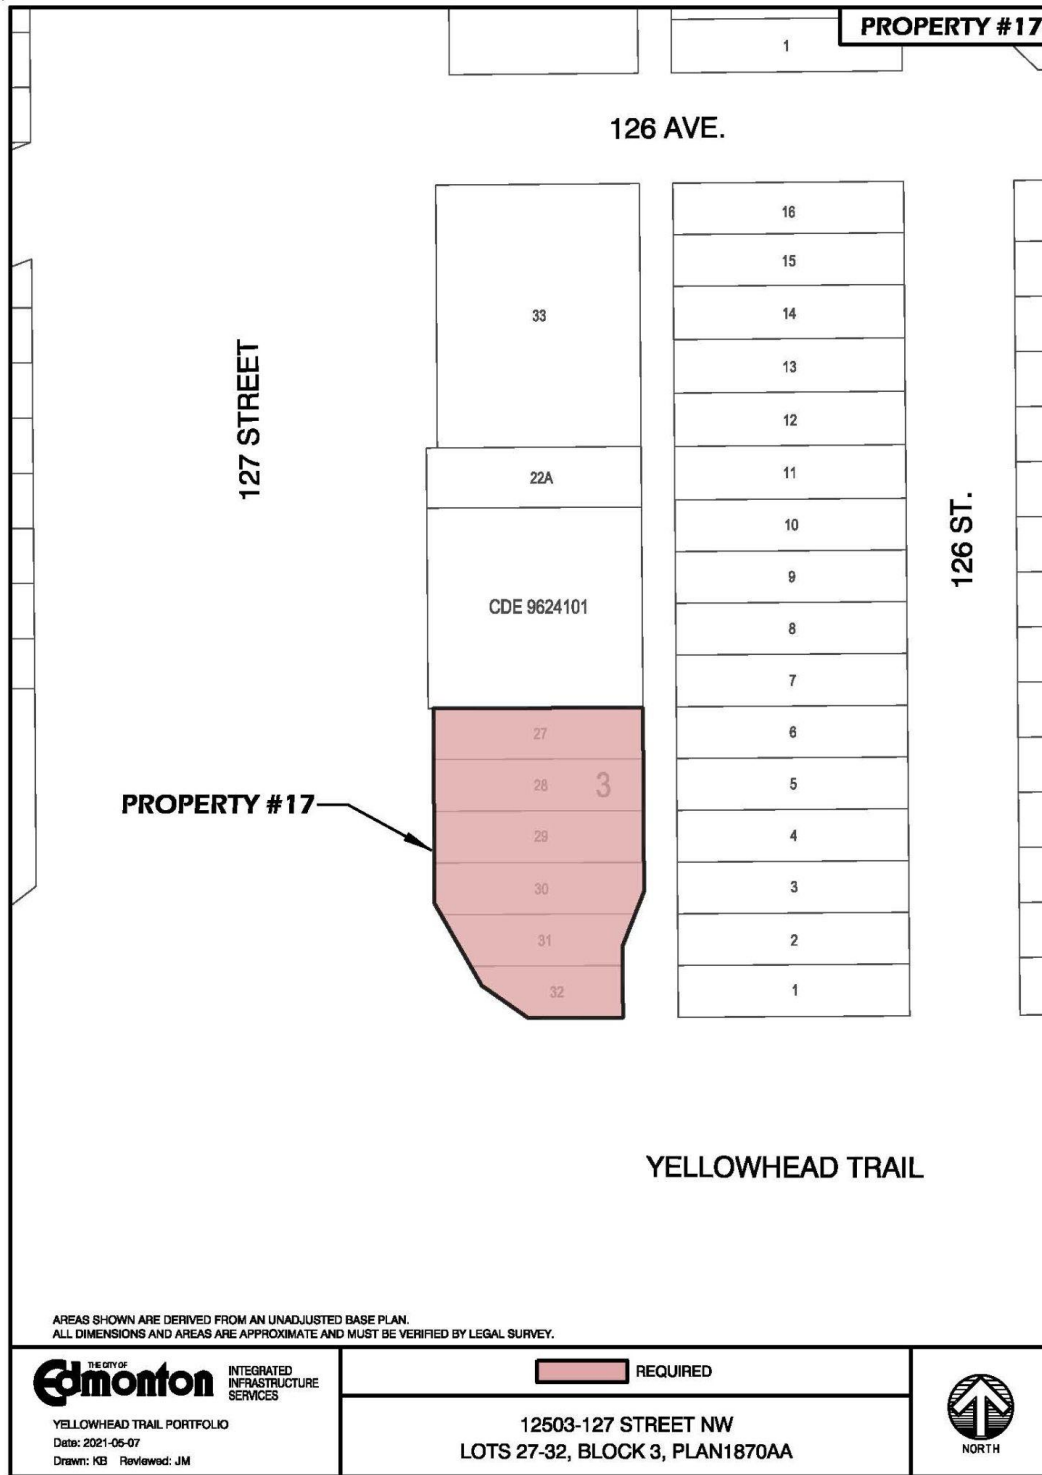 PROPERTY #17
1
126 AVE.
16
15
14
13
12
11
10
9
8
7
6
5
4
3
2
1
33
22A
CDE 9624101
27
28
3
29
30
31
32
127 STREET
126 ST.
PROPERTY #17
YELLOWHEAD TRAIL
AREAS SHOWN ARE DERIVED FROM AN UNADJUSTED BASE PLAN.
ALL DIMENSIONS AND AREAS ARE APPROXIMATE AND MUST BE VERIFIED BY LEGAL SURVEY.
THE CITY OF
Edmonton
INTEGRATED
INFRASTRUCTURE
SERVICES
YELLOWHEAD TRAIL PORTFOLIO
Date: 2021-05-07
Drawn: KB Reviewed: JM
REQUIRED
12503-127 STREET NW
LOTS 27-32, BLOCK 3, PLAN1870AA
NORTH